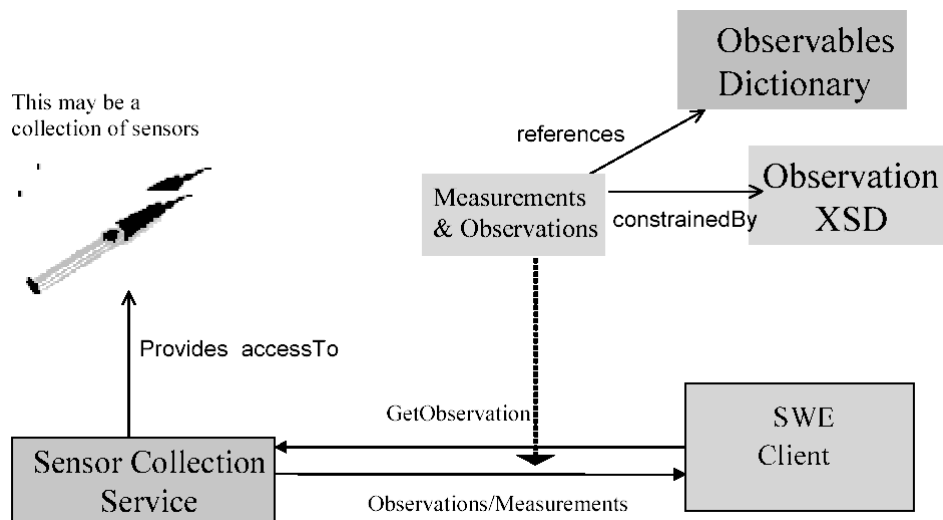 Observables
Dictionary
This may be a
collection of sensors
references
Measurements
& Observations
Observation
XSD
constrainedBy
Provides accessTo
GetObservation
SWE
Client
Sensor Collection
Service
Observations/Measurements